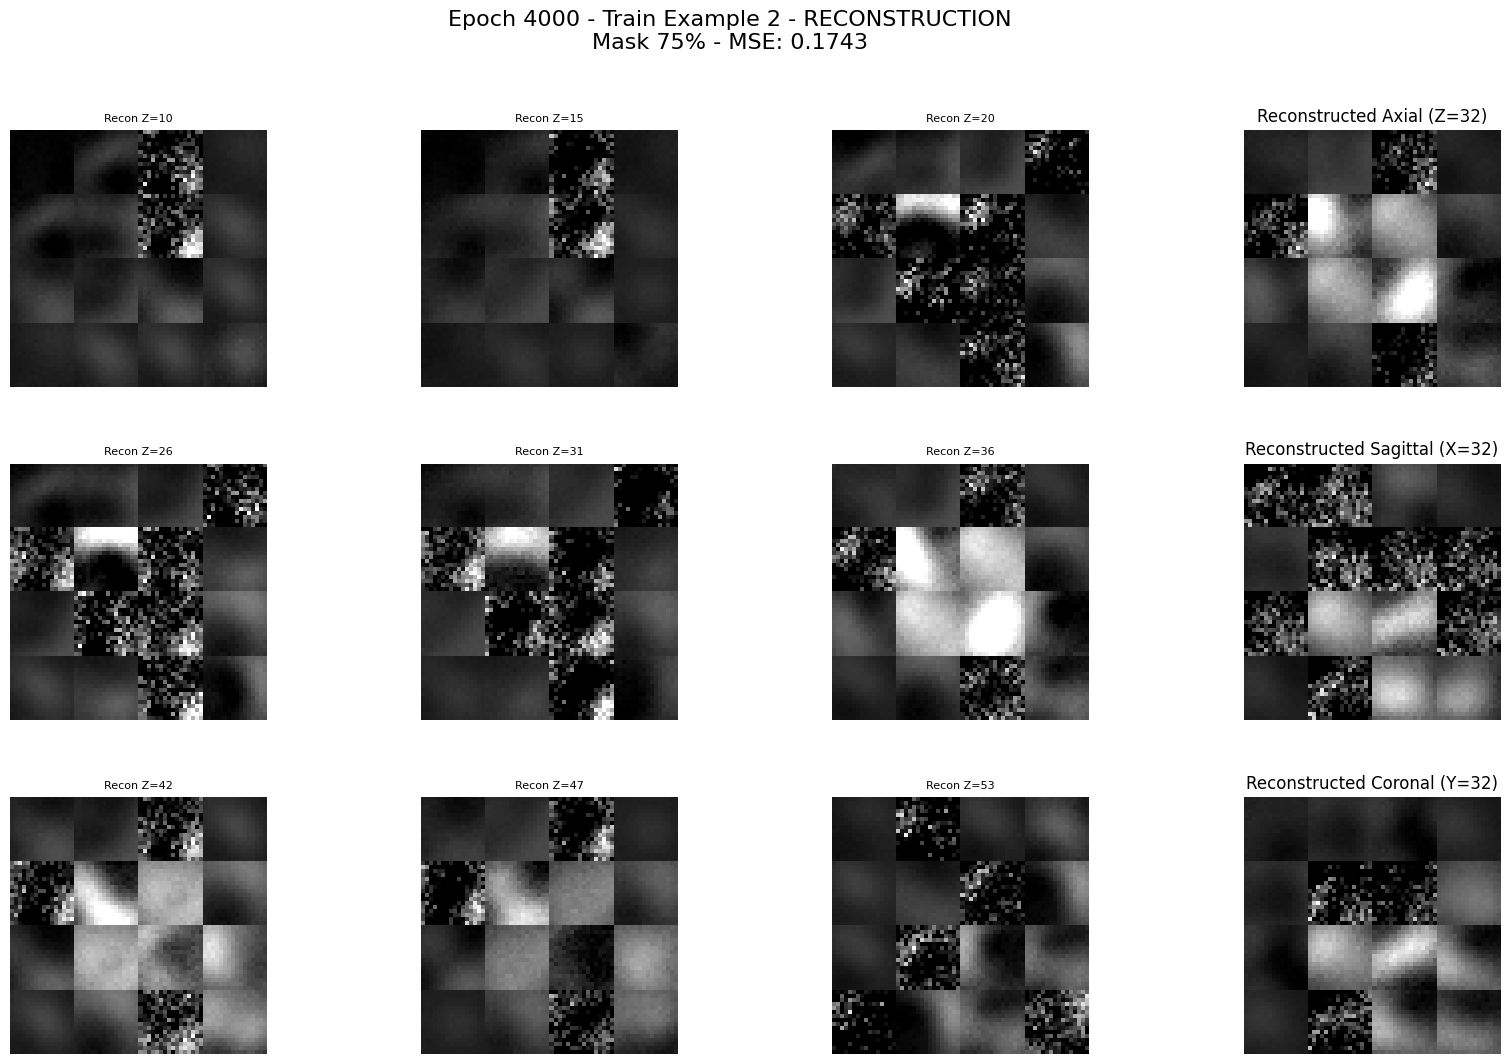 Epoch 4000 - Train Example 2 - RECONSTRUCTION
Mask 75% - MSE: 0.1743
Recon Z=10
Recon Z=15
Recon Z=20
Reconstructed Axial (Z=32)
Recon Z=26
Recon Z=31
Recon Z=36
Reconstructed Sagittal (X=32)
Recon Z=42
Recon Z=47
Recon Z=53
Reconstructed Coronal (Y=32)